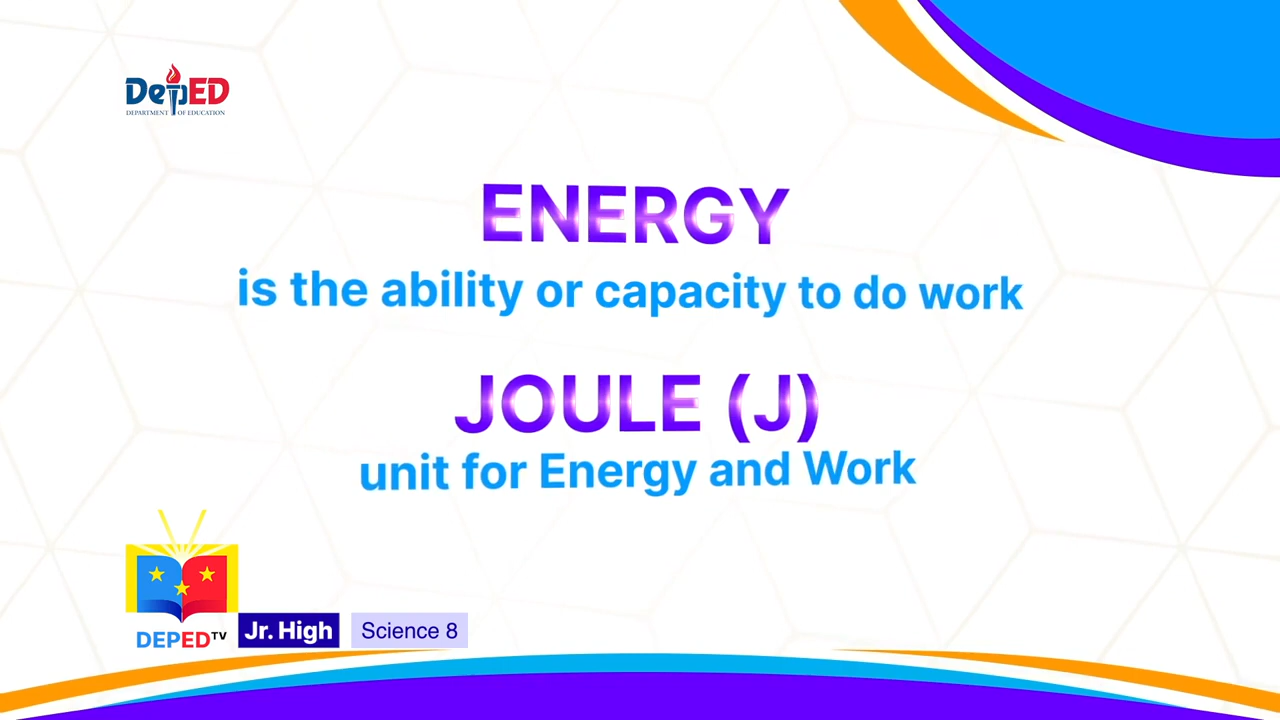 DepED
DEPARTMENT OF EDUCATION
ENERGY
is the ability or capacity to do work
JOULE (J)
unit for Energy and Work
DEPED TV
Jr. High
Science 8